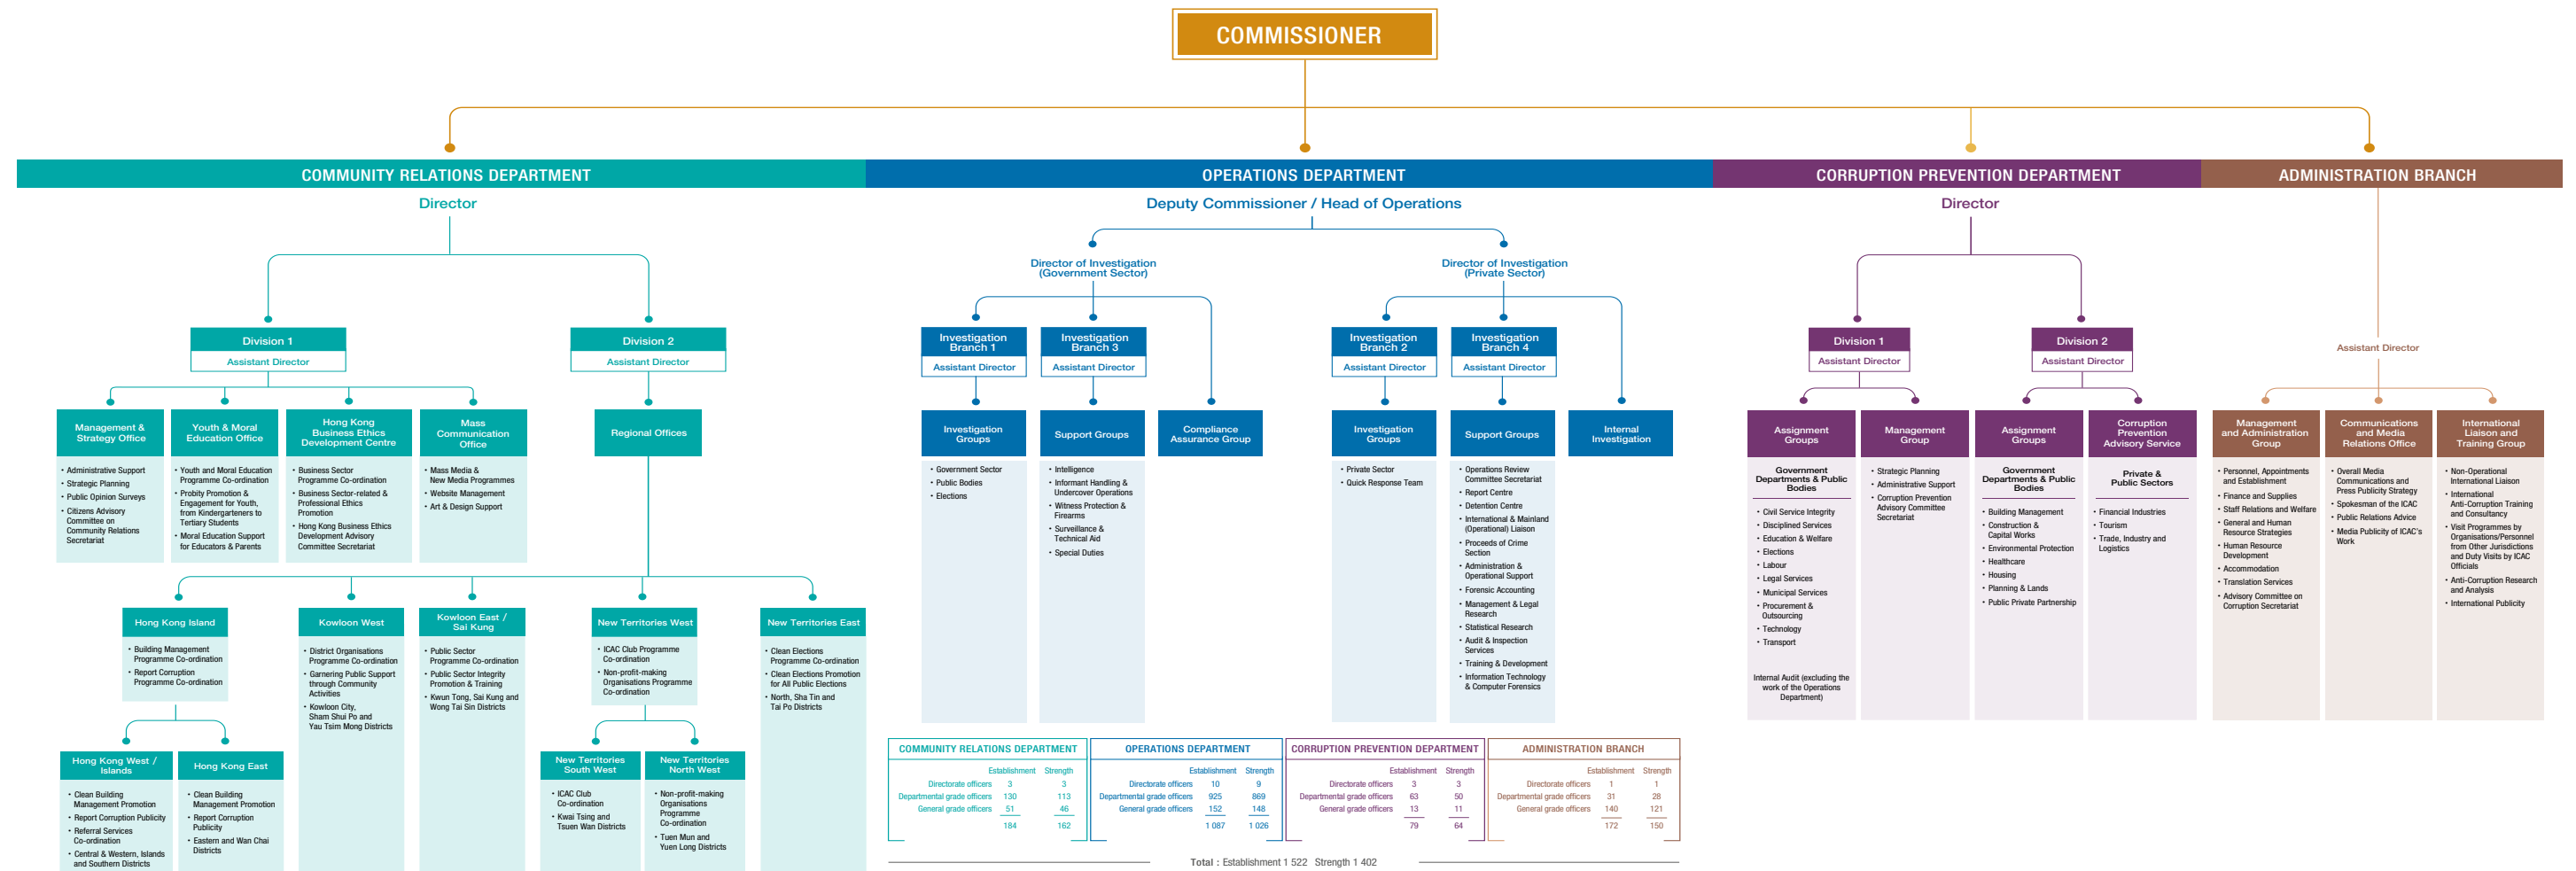 COMMISSIONER
COMMUNITY RELATIONS DEPARTMENT
Director
Division 1
Assistant Director
Management &
Strategy Office
• Administrative Support
• Strategic Planning
• Public Opinion Surveys
• Citizens Advisory
Committee on
Community Relations
Secretariat
Youth & Moral
Education Office
• Youth and Moral Education
Programme Co-ordination
• Probity Promotion &
Engagement for Youth,
from Kindergarteners to
Tertiary Students
• Moral Education Support
for Educators & Parents
Hong Kong
Business Ethics
Development Centre
• Business Sector
Programme Co-ordination
• Business Sector-related &
Professional Ethics
Promotion
• Hong Kong Business Ethics
Development Advisory
Committee Secretariat
Mass
Communication
Office
• Mass Media &
New Media Programmes
• Website Management
• Art & Design Support
Division 2
Assistant Director
Regional Offices
Hong Kong Island
• Building Management
Programme Co-ordination
• Report Corruption
Programme Co-ordination
Hong Kong West /
Islands
• Clean Building
Management Promotion
• Report Corruption Publicity
• Referral Services
Co-ordination
• Central & Western, Islands
and Southern Districts
Hong Kong East
• Clean Building
Management Promotion
• Report Corruption
Publicity
• Eastern and Wan Chai
Districts
Kowloon West
• District Organisations
Programme Co-ordination
• Garnering Public Support
through Community
Activities
• Kowloon City,
Sham Shui Po and
Yau Tsim Mong Districts
Kowloon East /
Sai Kung
• Public Sector
Programme Co-ordination
• Public Sector Integrity
Promotion & Training
• Kwun Tong, Sai Kung and
Wong Tai Sin Districts
New Territories West
• ICAC Club Programme
Co-ordination
• Non-profit-making
Organisations Programme
Co-ordination
New Territories
South West
• ICAC Club
Co-ordination
• Kwai Tsing and
Tsuen Wan Districts
New Territories
North West
• Non-profit-making
Organisations
Programme
Co-ordination
• Tuen Mun and
Yuen Long Districts
New Territories East
• Clean Elections
Programme Co-ordination
• Clean Elections Promotion
for All Public Elections
• North, Sha Tin and
Tai Po Districts
OPERATIONS DEPARTMENT
Deputy Commissioner / Head of Operations
Director of Investigation
(Government Sector)
Investigation
Branch 1
Assistant Director
Investigation
Groups
• Government Sector
• Public Bodies
• Elections
Investigation
Branch 3
Assistant Director
Support Groups
• Intelligence
• Informant Handling &
Undercover Operations
• Witness Protection &
Firearms
• Surveillance &
Technical Aid
• Special Duties
Compliance
Assurance Group
Director of Investigation
(Private Sector)
Investigation
Branch 2
Assistant Director
Investigation
Groups
• Private Sector
• Quick Response Team
Investigation
Branch 4
Assistant Director
Support Groups
• Operations Review
Committee Secretariat
• Report Centre
• Detention Centre
• International & Mainland
(Operational) Liaison
• Proceeds of Crime
Section
• Administration &
Operational Support
• Forensic Accounting
• Management & Legal
Research
• Statistical Research
• Audit & Inspection
Services
• Training & Development
• Information Technology
& Computer Forensics
Internal
Investigation
CORRUPTION PREVENTION DEPARTMENT
Director
Division 1
Assistant Director
Assignment
Groups
Government
Departments & Public
Bodies
• Civil Service Integrity
• Disciplined Services
• Education & Welfare
• Elections
• Labour
• Legal Services
• Municipal Services
• Procurement &
Outsourcing
• Technology
• Transport
Internal Audit (excluding the
work of the Operations
Department)
Management
Group
• Strategic Planning
• Administrative Support
• Corruption Prevention
Advisory Committee
Secretariat
Division 2
Assistant Director
Assignment
Groups
Government
Departments & Public
Bodies
• Building Management
• Construction &
Capital Works
• Environmental Protection
• Healthcare
• Housing
• Planning & Lands
• Public Private Partnership
Corruption
Prevention
Advisory Service
Private &
Public Sectors
• Financial Industries
• Tourism
• Trade, Industry and
Logistics
ADMINISTRATION BRANCH
Assistant Director
Management
and Administration
Group
• Personnel, Appointments
and Establishment
• Finance and Supplies
• Staff Relations and Welfare
• General and Human
Resource Strategies
• Human Resource
Development
• Accommodation
• Translation Services
• Advisory Committee on
Corruption Secretariat
Communications
and Media
Relations Office
• Overall Media
Communications and
Press Publicity Strategy
• Spokesman of the ICAC
• Public Relations Advice
• Media Publicity of ICAC's
Work
International
Liaison and
Training Group
• Non-Operational
International Liaison
• International
Anti-Corruption Training
and Consultancy
• Visit Programmes by
Organisations/Personnel
from Other Jurisdictions
and Duty Visits by ICAC
Officials
• Anti-Corruption Research
and Analysis
• International Publicity
COMMUNITY RELATIONS DEPARTMENT
Establishment Strength
Directorate officers 3 3
Departmental grade officers 130 113
General grade officers 51 46
184 162
OPERATIONS DEPARTMENT
Establishment Strength
Directorate officers 10 9
Departmental grade officers 925 869
General grade officers 152 148
1 087 1 026
CORRUPTION PREVENTION DEPARTMENT
Establishment Strength
Directorate officers 3 3
Departmental grade officers 63 50
General grade officers 13 11
79 64
ADMINISTRATION BRANCH
Establishment Strength
Directorate officers 1 1
Departmental grade officers 31 28
General grade officers 140 121
172 150
Total : Establishment 1 522 Strength 1 402